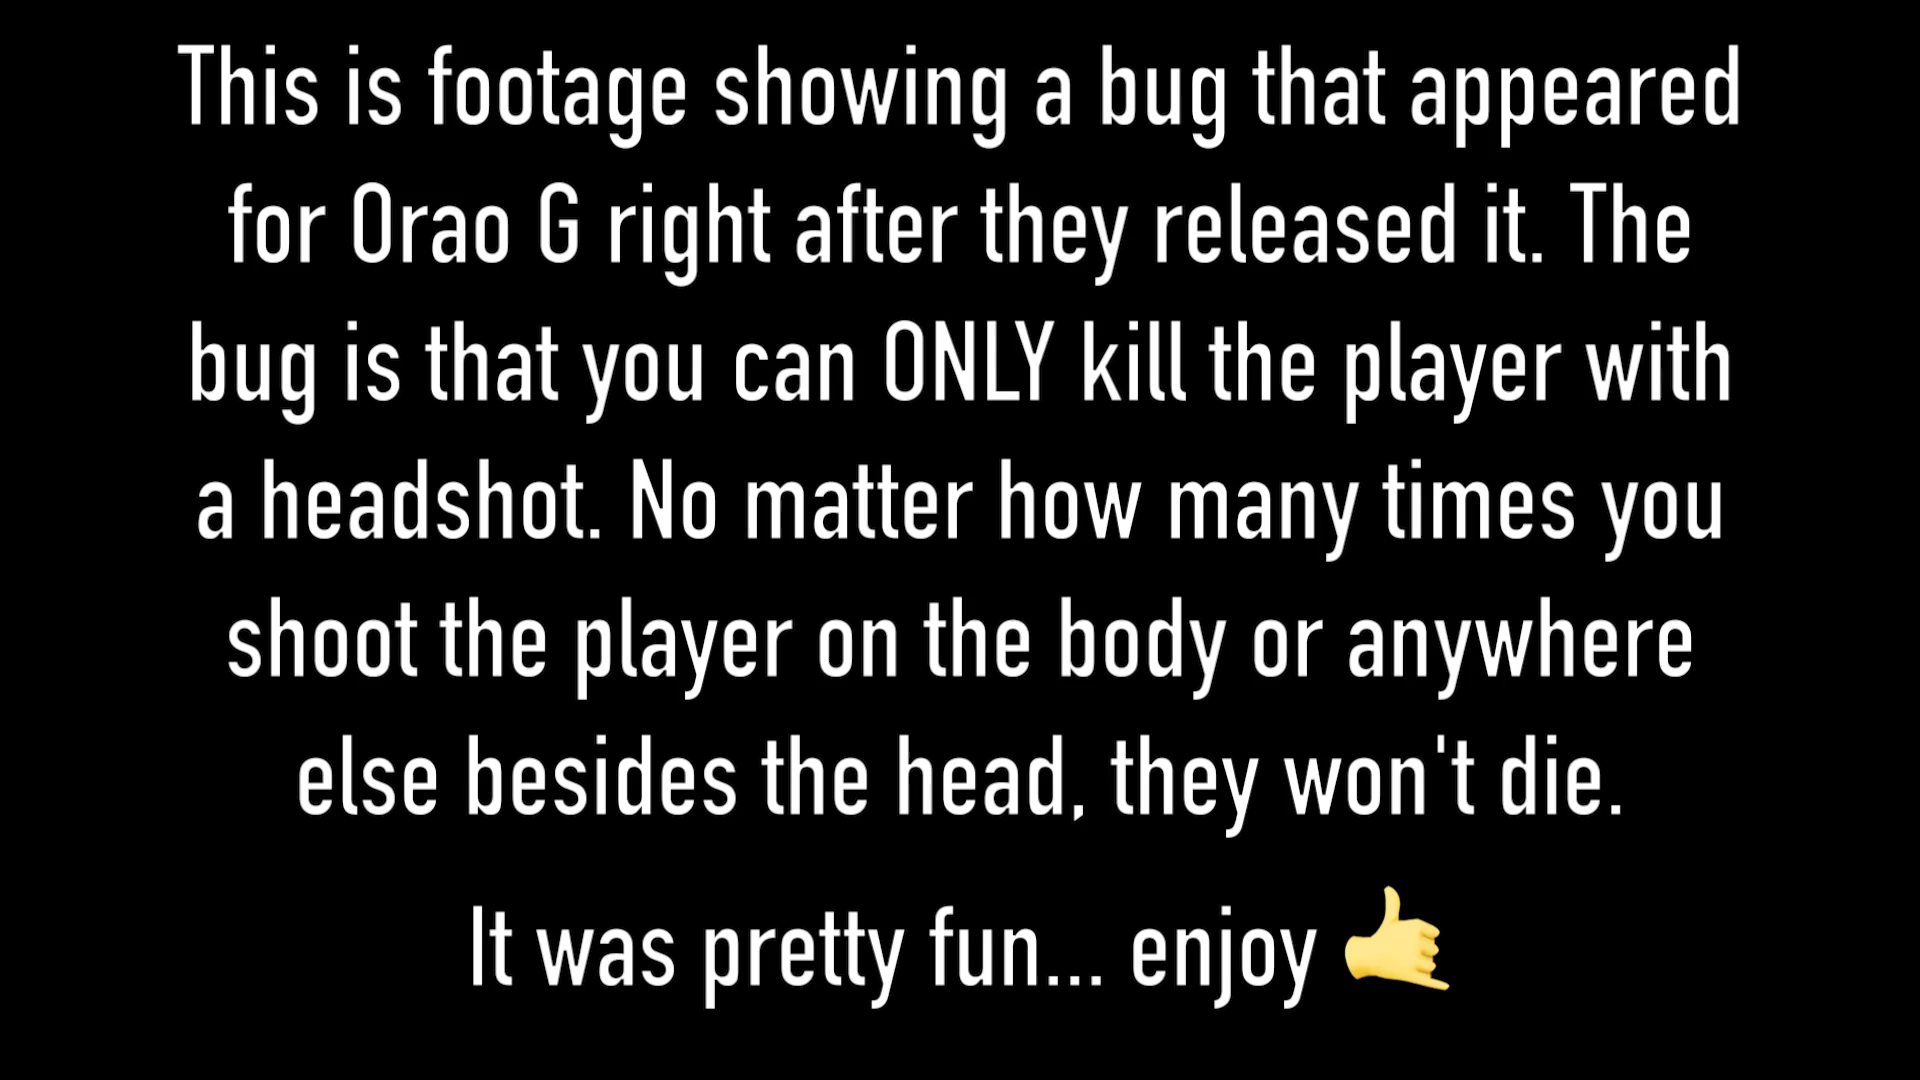 This is footage showing a bug that appeared
for Orao G right after they released it. The
bug is that you can ONLY kill the player with
a headshot. No matter how many times you
shoot the player on the body or anywhere
else besides the head, they won't die.
It was pretty fun... enjoy 🤙